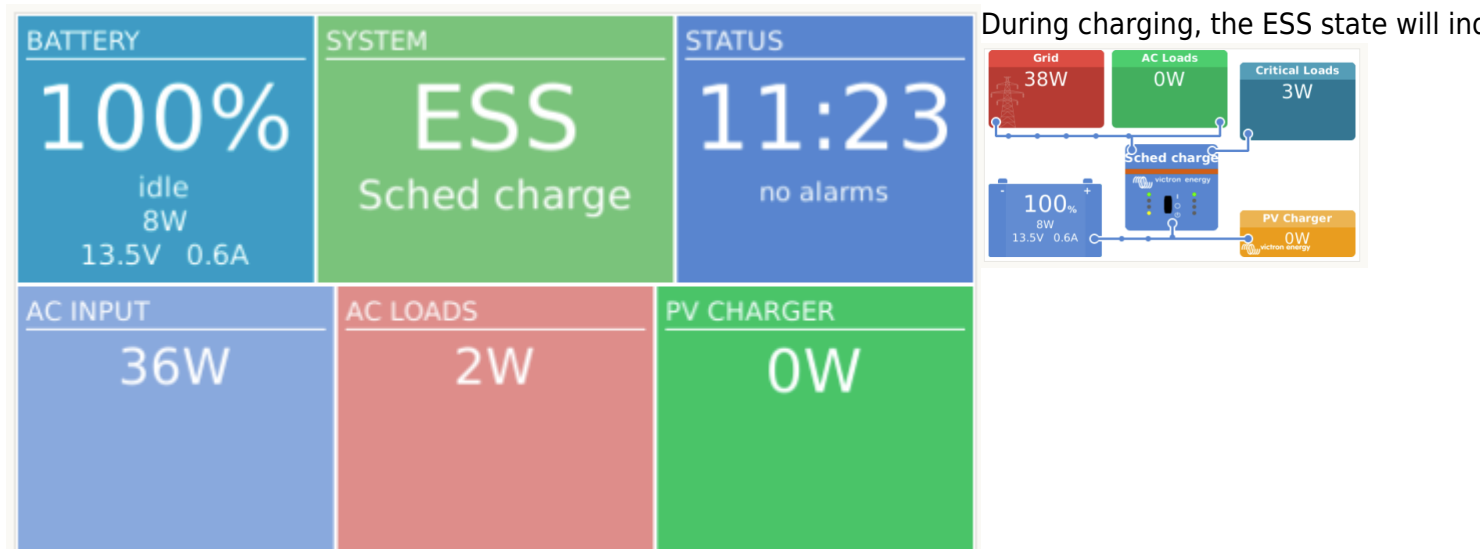 BATTERY
100%
idle
8W
13.5V 0.6A
SYSTEM
ESS
Sched charge
STATUS
11:23
no alarms
AC INPUT
36W
AC LOADS
2W
PV CHARGER
0W
During charging, the ESS state will
Grid
38W
AC Loads
0W
Critical Loads
3W
Sched charge
victron energy
- +
100%
8W
13.5V 0.6A
PV Charger
0W
victron energy